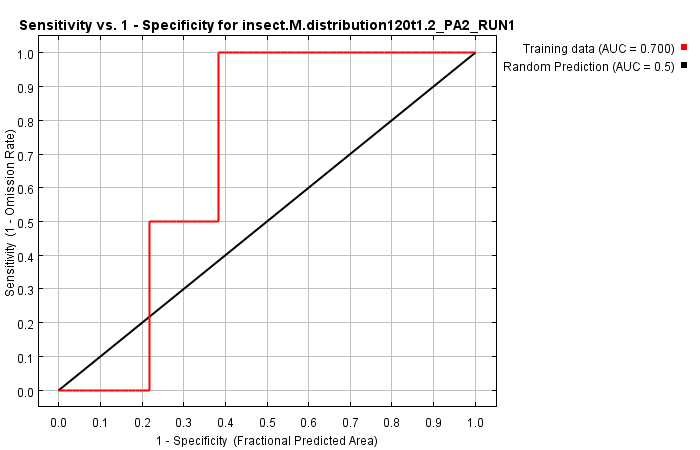 Sensitivity vs. 1 - Specificity for insect.M.distribution120t1.2_PA2_RUN1
Training data (AUC = 0.700)
Random Prediction (AUC = 0.5)
Sensitivity (1 - Omission Rate)
1.0
0.9
0.8
0.7
0.6
0.5
0.4
0.3
0.2
0.1
0.0
0.0 0.1 0.2 0.3 0.4 0.5 0.6 0.7 0.8 0.9 1.0
1 - Specificity (Fractional Predicted Area)